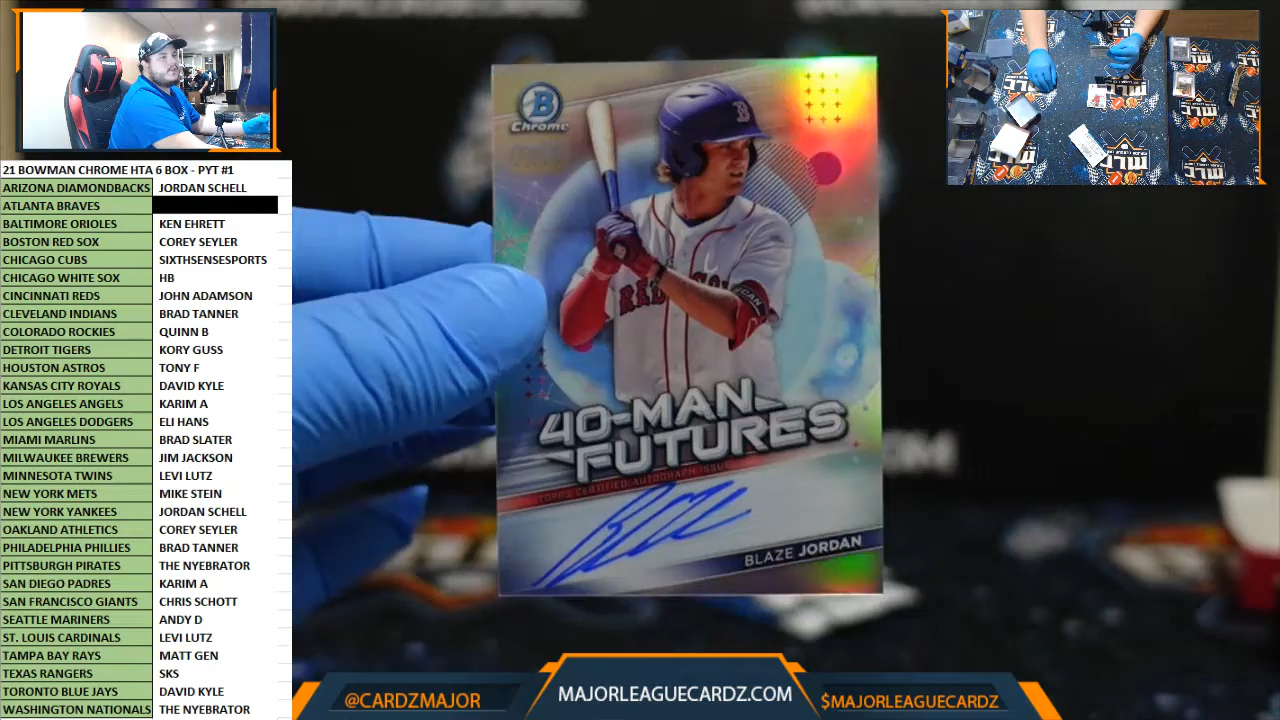 21 BOWMAN CHROME HTA 6 BOX - PYT #1
ARIZONA DIAMONDBACKS JORDAN SCHELL
ATLANTA BRAVES
BALTIMORE ORIOLES KEN EHRETT
BOSTON RED SOX COREY SEYLER
CHICAGO CUBS SIXTHSENSESPORTS
CHICAGO WHITE SOX HB
CINCINNATI REDS JOHN ADAMSON
CLEVELAND INDIANS BRAD TANNER
COLORADO ROCKIES QUINN B
DETROIT TIGERS KORY GUSS
HOUSTON ASTROS TONY F
KANSAS CITY ROYALS DAVID KYLE
LOS ANGELES ANGELS KARIM A
LOS ANGELES DODGERS ELI HANS
MIAMI MARLINS BRAD SLATER
MILWAUKEE BREWERS JIM JACKSON
MINNESOTA TWINS LEVI LUTZ
NEW YORK METS MIKE STEIN
NEW YORK YANKEES JORDAN SCHELL
OAKLAND ATHLETICS COREY SEYLER
PHILADELPHIA PHILLIES BRAD TANNER
PITTSBURGH PIRATES THE NYEBRATOR
SAN DIEGO PADRES KARIM A
SAN FRANCISCO GIANTS CHRIS SCHOTT
SEATTLE MARINERS ANDY D
ST. LOUIS CARDINALS LEVI LUTZ
TAMPA BAY RAYS MATT GEN
TEXAS RANGERS SKS
TORONTO BLUE JAYS DAVID KYLE
WASHINGTON NATIONALS THE NYEBRATOR
B
Chrome
B
RED SOX
40-MAN
FUTURES
TOPPS CERTIFIED AUTOGRAPH ISSUE
BLAZE JORDAN
@CARDZMAJOR
MAJORLEAGUECARDZ.COM
$MAJORLEAGUECARDZ